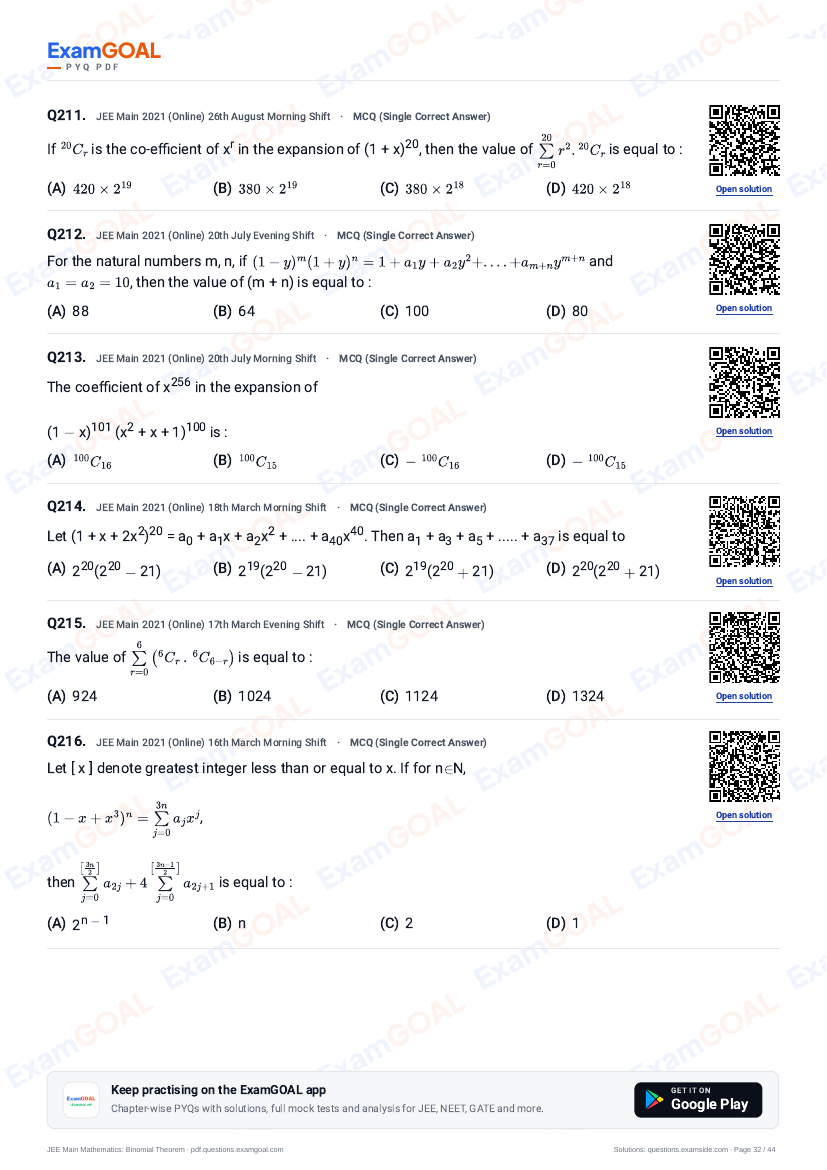 ExamGOAL
PYQ PDF
Q211. JEE Main 2021 (Online) 26th August Morning Shift · MCQ (Single Correct Answer)
If ²⁰Cᵣ is the co-efficient of xʳ in the expansion of (1 + x)²⁰, then the value of ∑_{r=0}^{20} r². ²⁰Cᵣ is equal to :
(A) 420 × 2¹⁹ (B) 380 × 2¹⁹ (C) 380 × 2¹⁸ (D) 420 × 2¹⁸
Open solution
Q212. JEE Main 2021 (Online) 20th July Evening Shift · MCQ (Single Correct Answer)
For the natural numbers m, n, if (1 − y)ᵐ(1 + y)ⁿ = 1 + a₁y + a₂y²+. . . . +a_{m+n}y^{m+n} and
a₁ = a₂ = 10, then the value of (m + n) is equal to :
(A) 88 (B) 64 (C) 100 (D) 80
Open solution
Q213. JEE Main 2021 (Online) 20th July Morning Shift · MCQ (Single Correct Answer)
The coefficient of x²⁵⁶ in the expansion of
(1 − x)¹⁰¹ (x² + x + 1)¹⁰⁰ is :
(A) ¹⁰⁰C₁₆ (B) ¹⁰⁰C₁₅ (C) − ¹⁰⁰C₁₆ (D) − ¹⁰⁰C₁₅
Open solution
Q214. JEE Main 2021 (Online) 18th March Morning Shift · MCQ (Single Correct Answer)
Let (1 + x + 2x²)²⁰ = a₀ + a₁x + a₂x² + .... + a₄₀x⁴⁰. Then a₁ + a₃ + a₅ + ..... + a₃₇ is equal to
(A) 2²⁰(2²⁰ − 21) (B) 2¹⁹(2²⁰ − 21) (C) 2¹⁹(2²⁰ + 21) (D) 2²⁰(2²⁰ + 21)
Open solution
Q215. JEE Main 2021 (Online) 17th March Evening Shift · MCQ (Single Correct Answer)
The value of ∑_{r=0}^{6} (⁶Cᵣ . ⁶C_{6−r}) is equal to :
(A) 924 (B) 1024 (C) 1124 (D) 1324
Open solution
Q216. JEE Main 2021 (Online) 16th March Morning Shift · MCQ (Single Correct Answer)
Let [ x ] denote greatest integer less than or equal to x. If for n∈N,
(1 − x + x³)ⁿ = ∑_{j=0}^{3n} aⱼxʲ,
then ∑_{j=0}^{[3n/2]} a_{2j} + 4 ∑_{j=0}^{[(3n−1)/2]} a_{2j+1} is equal to :
(A) 2ⁿ ⁻ ¹ (B) n (C) 2 (D) 1
Open solution
Keep practising on the ExamGOAL app
Chapter-wise PYQs with solutions, full mock tests and analysis for JEE, NEET, GATE and more.
GET IT ON
Google Play
JEE Main Mathematics: Binomial Theorem · pdf.questions.examgoal.com
Solutions: questions.examside.com · Page 32 / 44